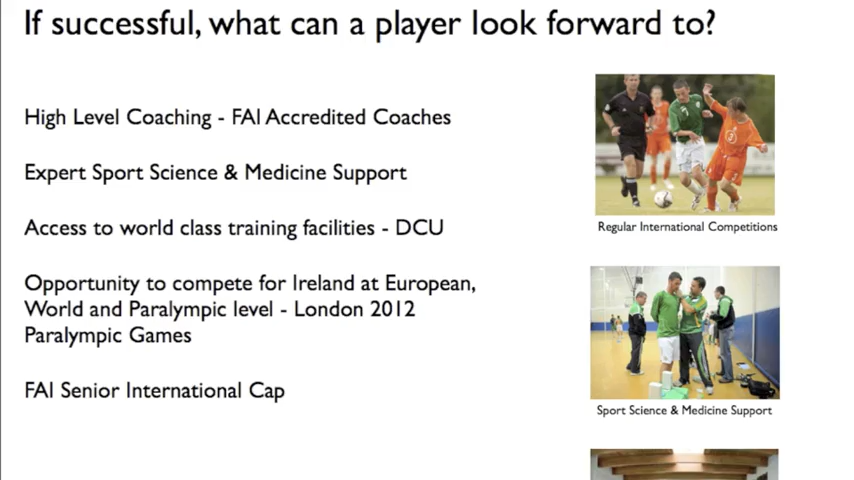 If successful, what can a player look forward to?
High Level Coaching - FAI Accredited Coaches
Expert Sport Science & Medicine Support
Access to world class training facilities - DCU
Opportunity to compete for Ireland at European,
World and Paralympic level - London 2012
Paralympic Games
FAI Senior International Cap
Regular International Competitions
Sport Science & Medicine Support